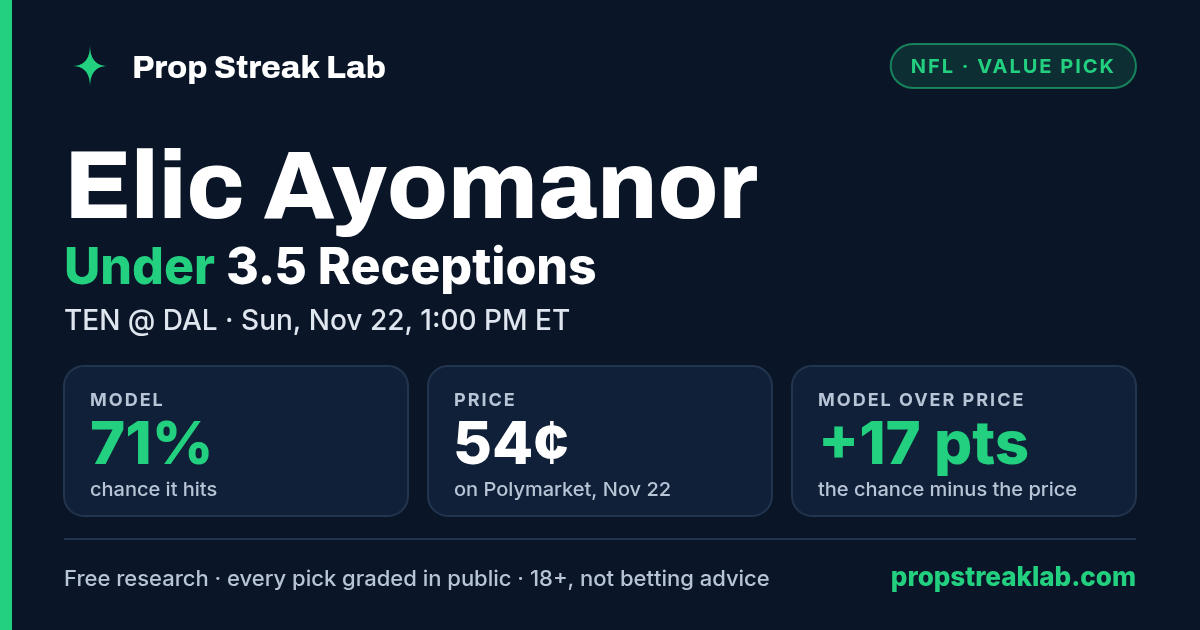 Prop Streak Lab
NFL · VALUE PICK
Elic Ayomanor
Under 3.5 Receptions
TEN @ DAL · Sun, Nov 22, 1:00 PM ET
MODEL
71%
chance it hits
PRICE
54¢
on Polymarket, Nov 22
MODEL OVER PRICE
+17 pts
the chance minus the price
Free research · every pick graded in public · 18+, not betting advice
propstreaklab.com